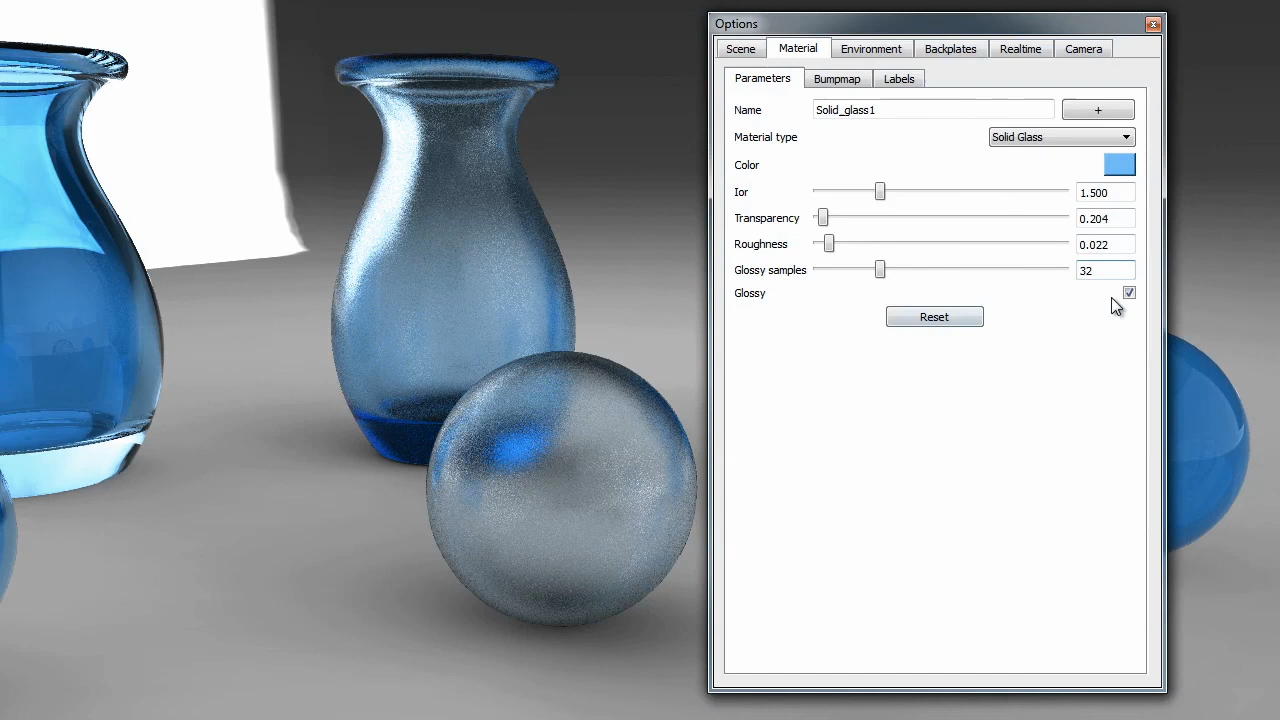 Options
Scene Material Environment Backplates Realtime Camera
Parameters Bumpmap Labels
Name Solid_glass1 +
Material type Solid Glass
Color
Ior 1.500
Transparency 0.204
Roughness 0.022
Glossy samples 32
Glossy
Reset